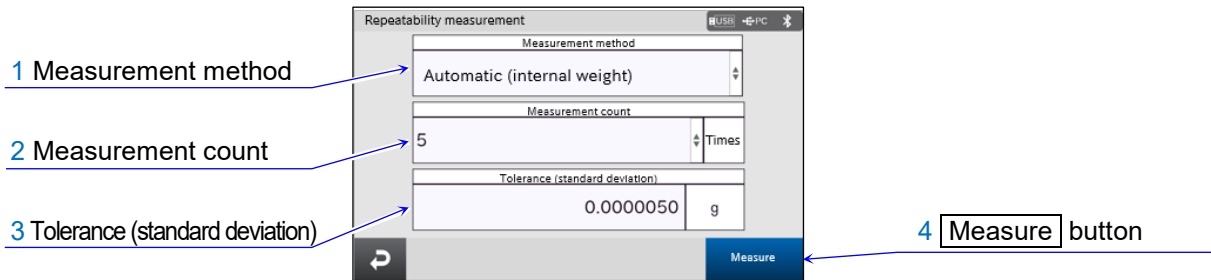 Repeatability measurement USB PC
Measurement method
1 Measurement method
Automatic (internal weight)
Measurement count
2 Measurement count
5 Times
Tolerance (standard deviation)
3 Tolerance (standard deviation)
0.0000050 g
4 Measure button
Measure